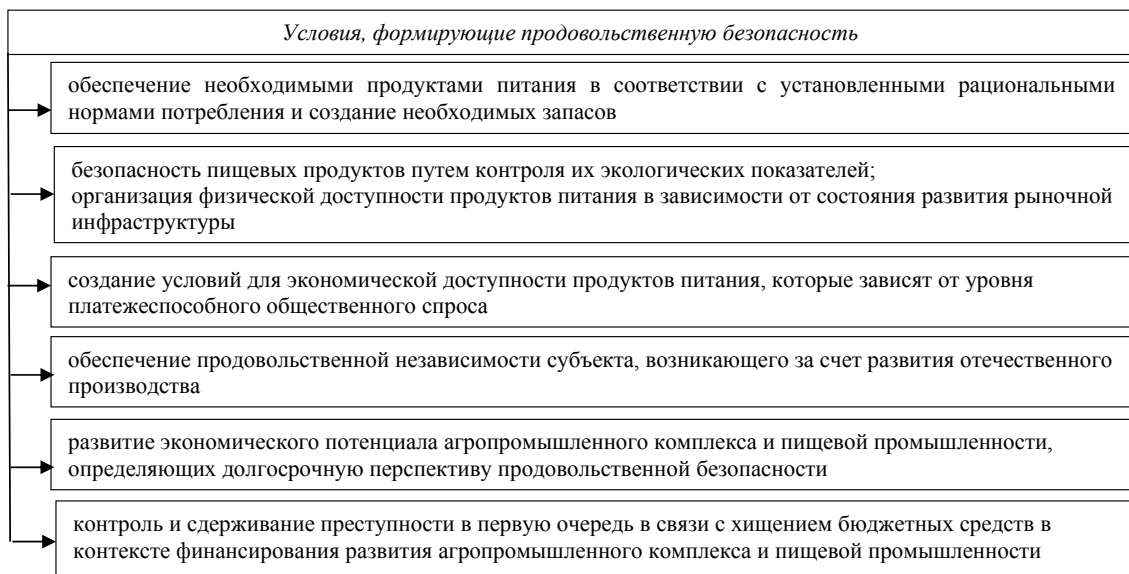 Условия, формирующие продовольственную безопасность
обеспечение необходимыми продуктами питания в соответствии с установленными рациональными
нормами потребления и создание необходимых запасов
безопасность пищевых продуктов путем контроля их экологических показателей;
организация физической доступности продуктов питания в зависимости от состояния развития рыночной
инфраструктуры
создание условий для экономической доступности продуктов питания, которые зависят от уровня
платежеспособного общественного спроса
обеспечение продовольственной независимости субъекта, возникающего за счет развития отечественного
производства
развитие экономического потенциала агропромышленного комплекса и пищевой промышленности,
определяющих долгосрочную перспективу продовольственной безопасности
контроль и сдерживание преступности в первую очередь в связи с хищением бюджетных средств в
контексте финансирования развития агропромышленного комплекса и пищевой промышленности